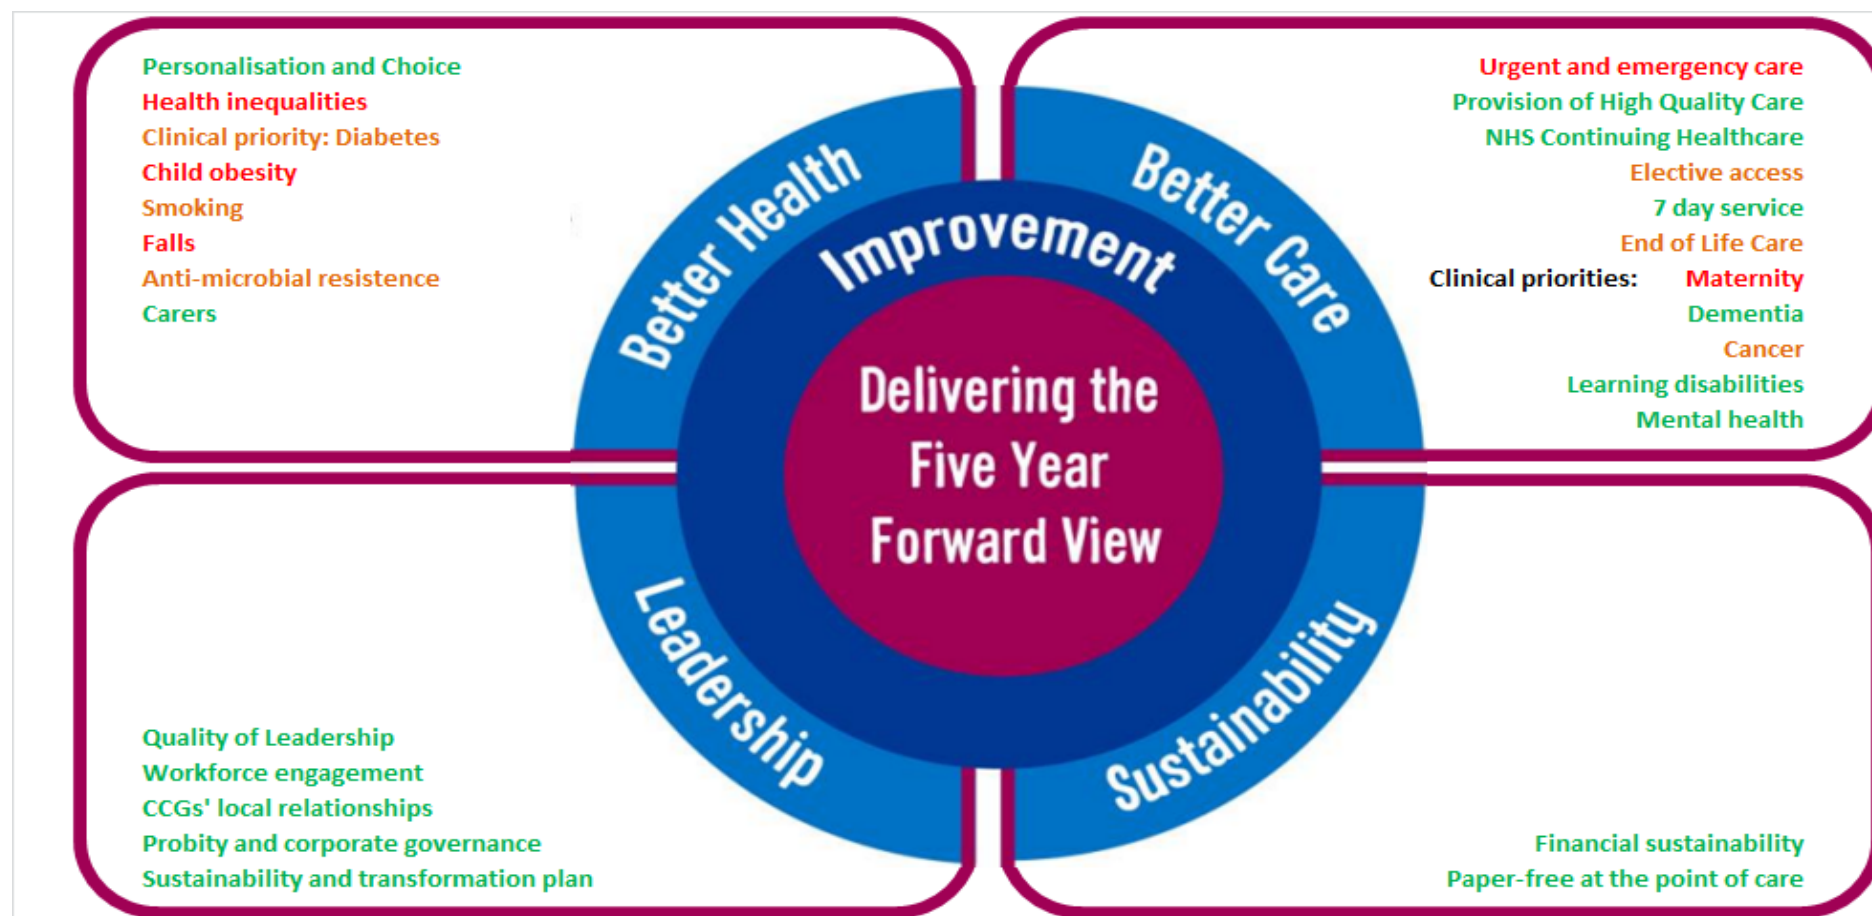 Personalisation and Choice
Health inequalities
Clinical priority: Diabetes
Child obesity
Smoking
Falls
Anti-microbial resistence
Carers
Urgent and emergency care
Provision of High Quality Care
NHS Continuing Healthcare
Elective access
7 day service
End of Life Care
Clinical priorities: Maternity
Dementia
Cancer
Learning disabilities
Mental health
Better Health
Better Care
Improvement
Delivering the
Five Year
Forward View
Leadership
Sustainability
Quality of Leadership
Workforce engagement
CCGs' local relationships
Probity and corporate governance
Sustainability and transformation plan
Financial sustainability
Paper-free at the point of care